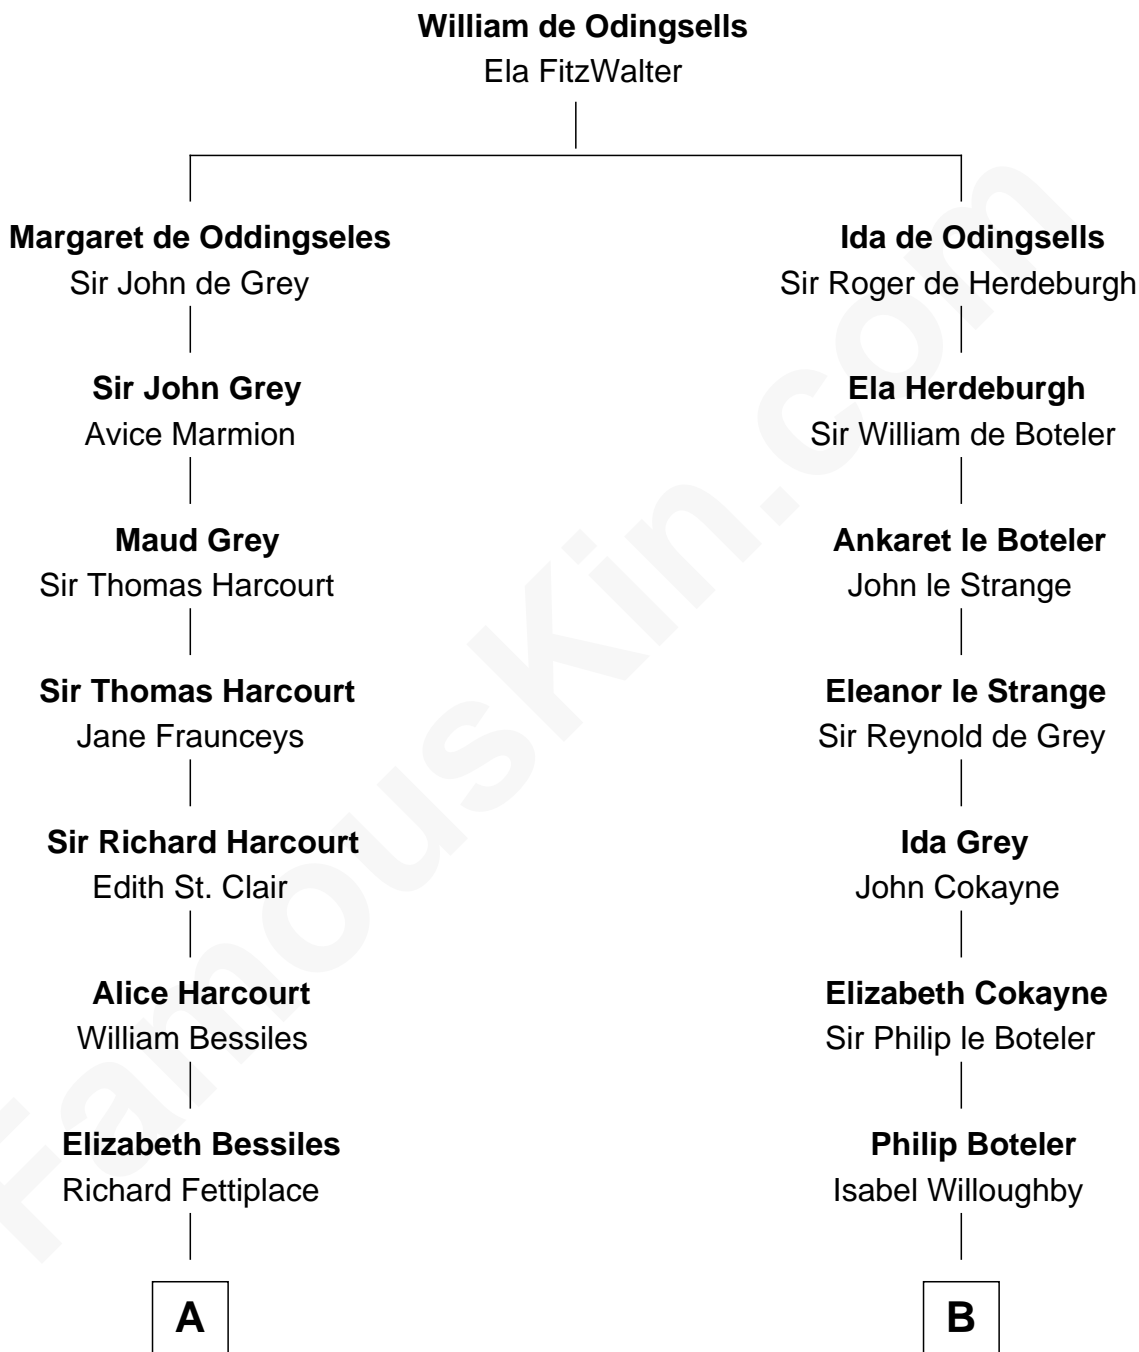 William de Odingsells
Ela FitzWalter
Margaret de Oddingseles
Sir John de Grey
Ida de Odingsells
Sir Roger de Herdeburgh
Sir John Grey
Avice Marmion
Ela Herdeburgh
Sir William de Boteler
Maud Grey
Sir Thomas Harcourt
Ankaret le Boteler
John le Strange
Sir Thomas Harcourt
Jane Fraunceys
Eleanor le Strange
Sir Reynold de Grey
Sir Richard Harcourt
Edith St. Clair
Ida Grey
John Cokayne
Alice Harcourt
William Bessiles
Elizabeth Cokayne
Sir Philip le Boteler
Elizabeth Bessiles
Richard Fettiplace
Philip Boteler
Isabel Willoughby
A
B
FamousKin.com